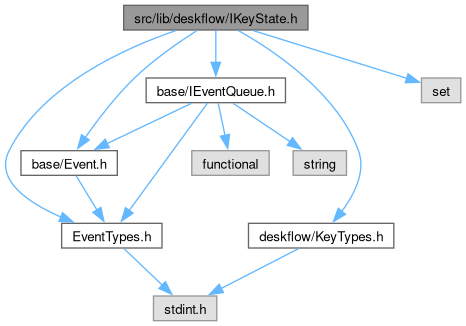 src/lib/deskflow/IKeyState.h
base/IEventQueue.h
set
base/Event.h
functional
string
EventTypes.h
deskflow/KeyTypes.h
stdint.h